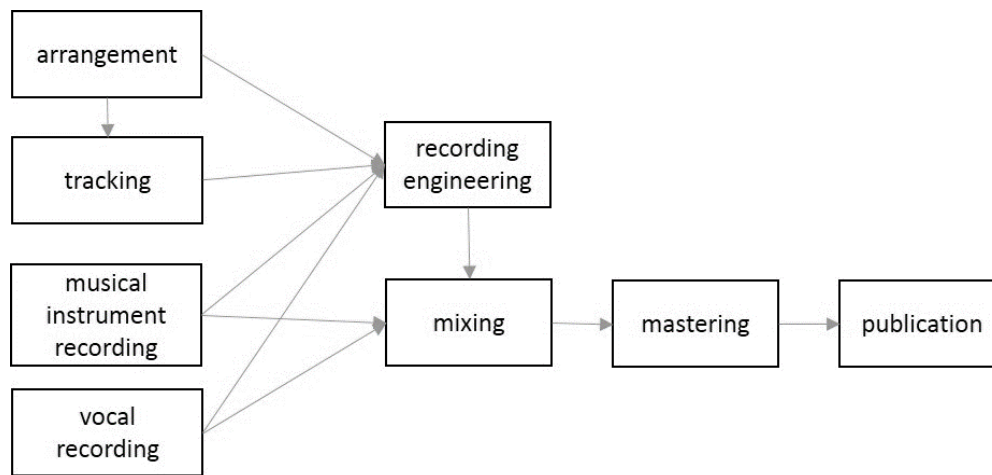 arrangement
tracking
musical
instrument
recording
vocal
recording
recording
engineering
mixing
mastering
publication